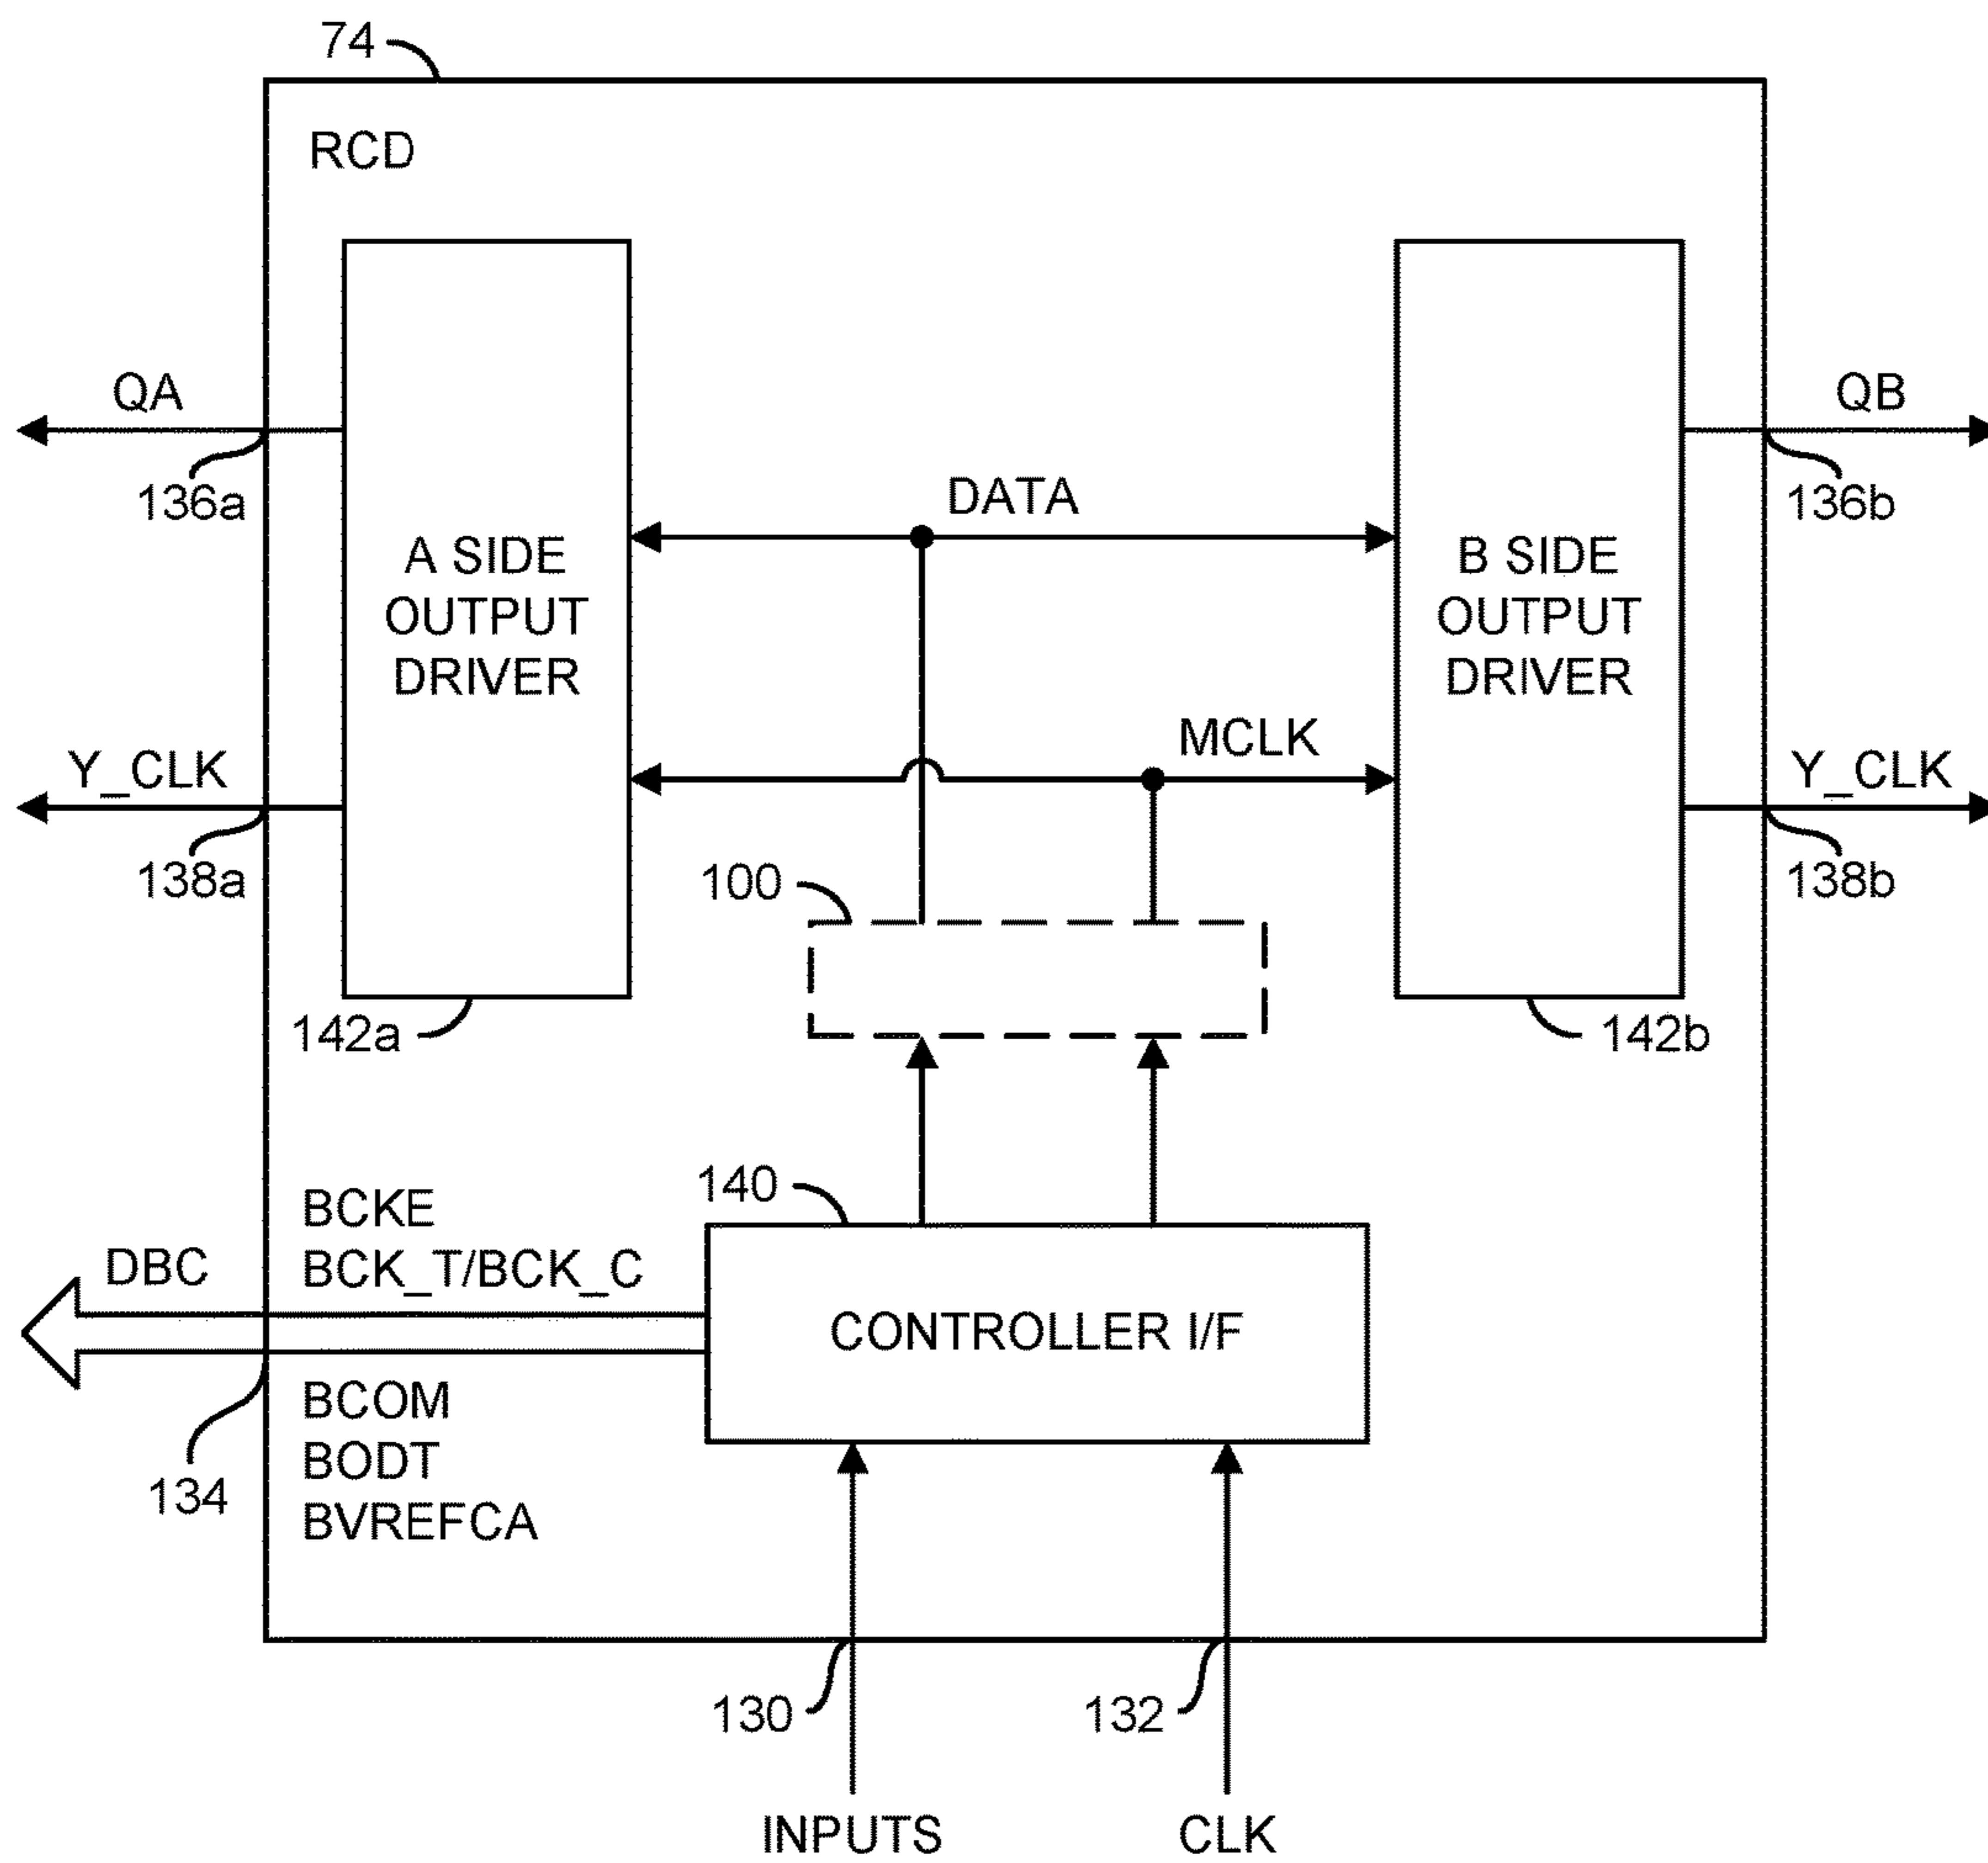 74
RCD
QA
QB
136a
136b
DATA
A SIDE
OUTPUT
DRIVER
B SIDE
OUTPUT
DRIVER
MCLK
Y_CLK
Y_CLK
138a
138b
100
142a
142b
140
BCKE
BCK_T/BCK_C
DBC
CONTROLLER I/F
BCOM
BODT
BVREFCA
134
130
132
INPUTS
CLK